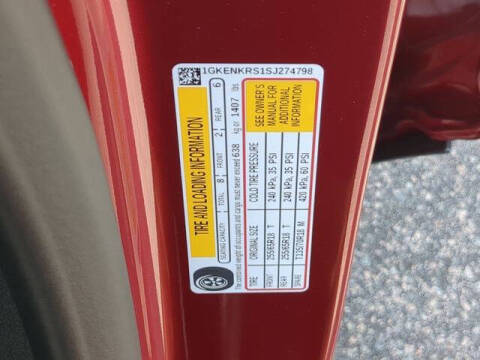 1GKENKRS1SJ274798
TIRE AND LOADING INFORMATION
SEATING CAPACITY TOTAL 8 FRONT 2 REAR 6
The combined weight of occupants and cargo must never exceed 638 kg or 1407 lbs
TIRE ORIGINAL SIZE COLD TIRE PRESSURE
FRONT 255/65R18 T 240 kPa, 35 PSI
REAR 255/65R18 T 240 kPa, 35 PSI
SPARE T135/70R18 M 420 kPa, 60 PSI
SEE OWNER'S
MANUAL FOR
ADDITIONAL
INFORMATION